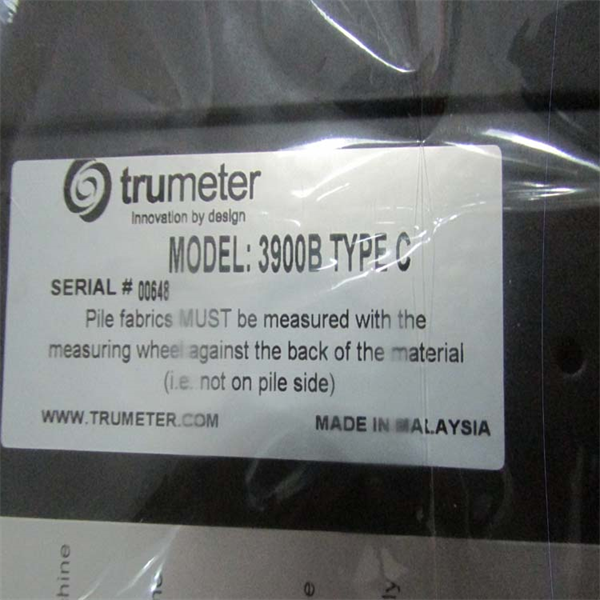 trumeter
Innovation by design
MODEL: 3900B TYPE C
SERIAL # 00648
Pile fabrics MUST be measured with the
measuring wheel against the back of the material
(i.e. not on pile side)
WWW.TRUMETER.COM
MADE IN MALAYSIA